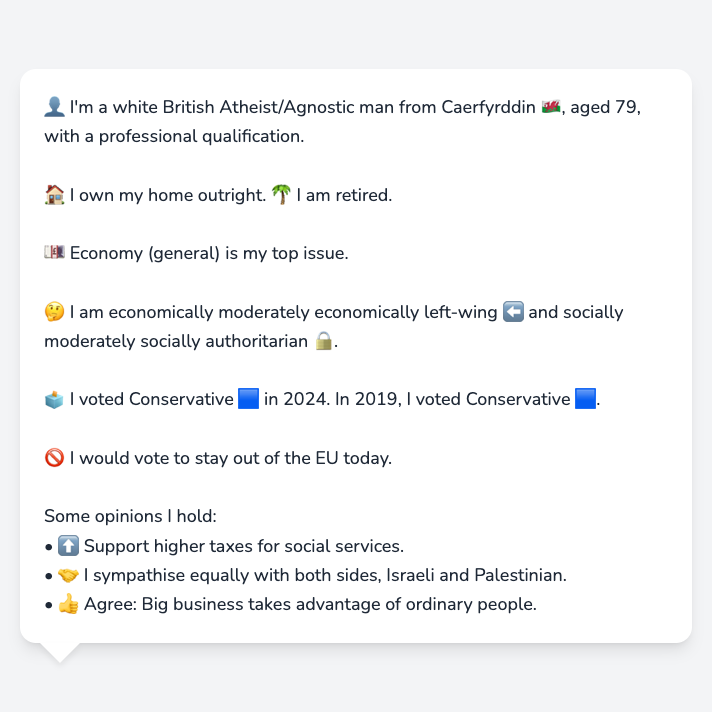 👤 I'm a white British Atheist/Agnostic man from Caerfyrddin 🏴󠁧󠁢󠁷󠁬󠁳󠁿, aged 79,
with a professional qualification.
🏠 I own my home outright. 🌴 I am retired.
💷 Economy (general) is my top issue.
🤔 I am economically moderately economically left-wing ⬅️ and socially
moderately socially authoritarian 🔒.
🗳️ I voted Conservative 🟦 in 2024. In 2019, I voted Conservative 🟦.
🚫 I would vote to stay out of the EU today.
Some opinions I hold:
• ⬆️ Support higher taxes for social services.
• 🤝 I sympathise equally with both sides, Israeli and Palestinian.
• 👍 Agree: Big business takes advantage of ordinary people.